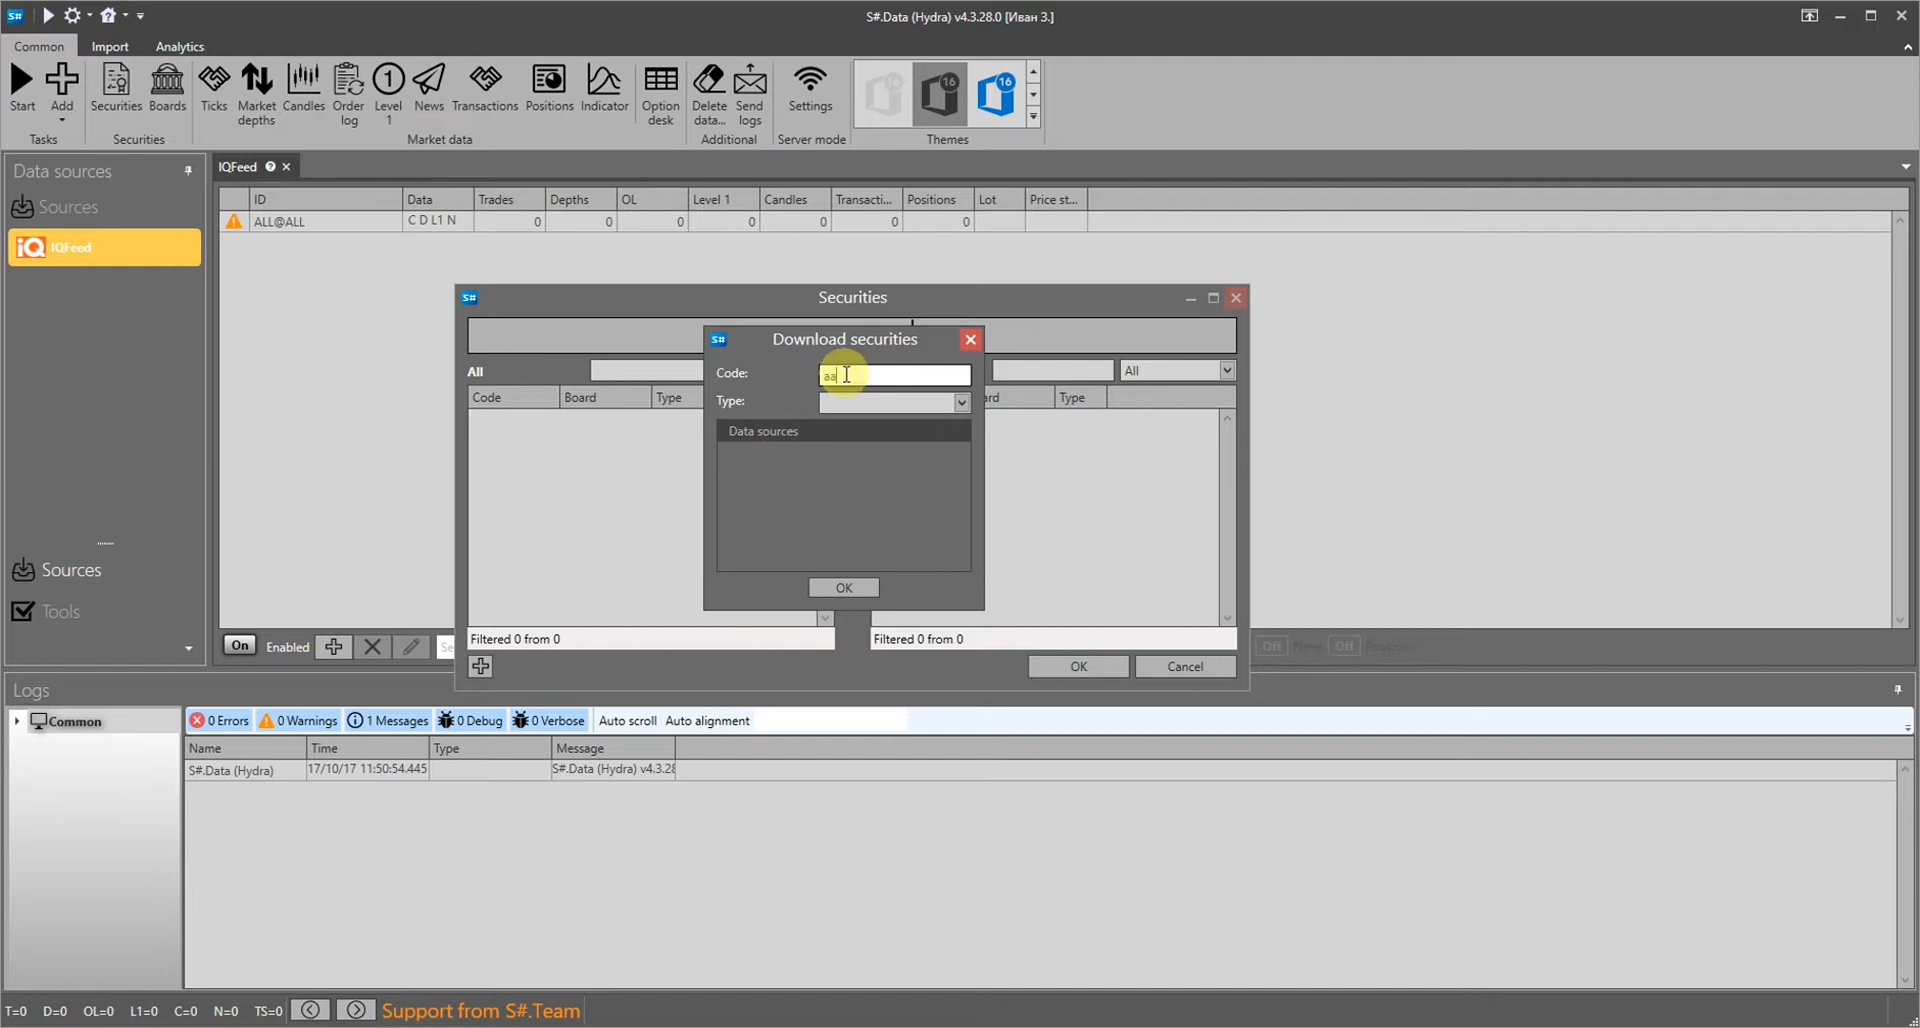 S# S#.Data (Hydra) v4.3.28.0 [Иван З.]
Common Import Analytics
Start Add Securities Boards Ticks Market depths Candles Order log Level 1 News Transactions Positions Indicator Option desk Delete data... Send logs Settings 16 16
Tasks Securities Market data Additional Server mode Themes
Data sources
Sources
iQ IQFeed
IQFeed
ID Data Trades Depths OL Level 1 Candles Transacti... Positions Lot Price st...
ALL@ALL C D L1 N 0 0 0 0 0 0 0
S# Securities
All All
Code Board Type ard Type
Filtered 0 from 0 Filtered 0 from 0
OK Cancel
S# Download securities
Code: aa
Type:
Data sources
OK
Sources
Tools
On Enabled Se Off Off
Logs
Common
0 Errors 0 Warnings 1 Messages 0 Debug 0 Verbose Auto scroll Auto alignment
Name Time Type Message
S#.Data (Hydra) 17/10/17 11:50:54.445 S#.Data (Hydra) v4.3.28
T=0 D=0 OL=0 L1=0 C=0 N=0 TS=0 Support from S#.Team